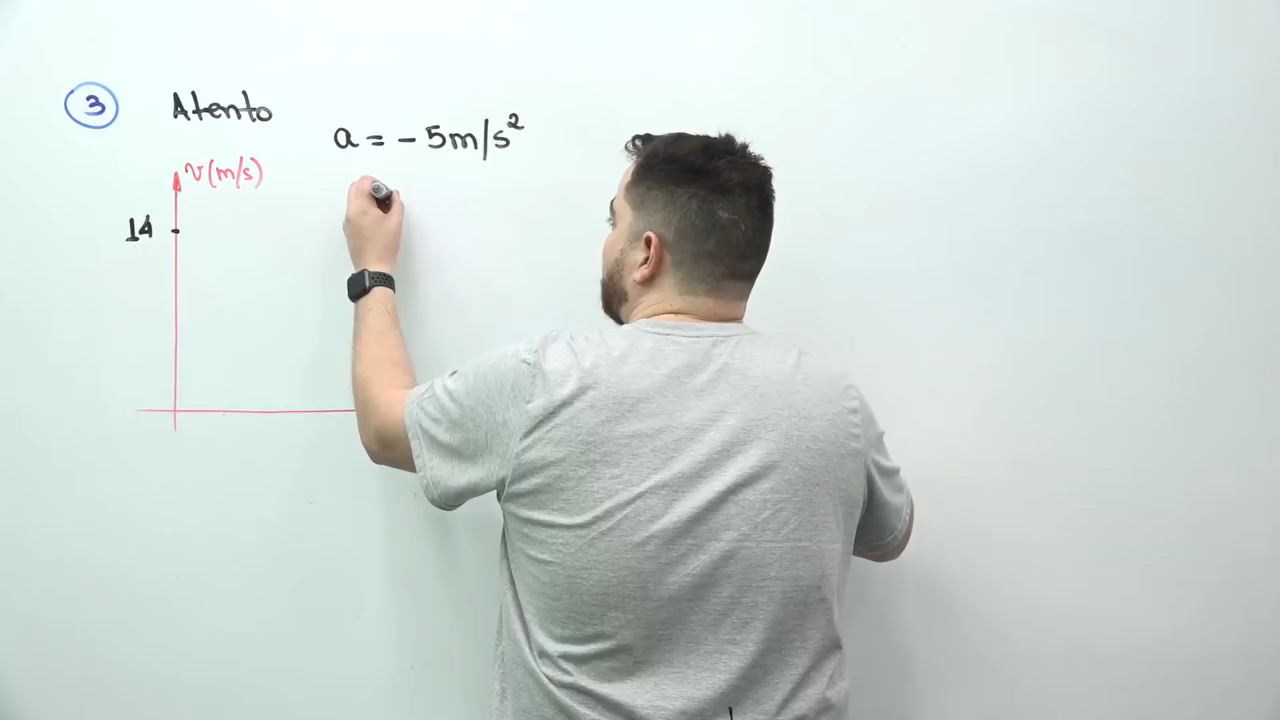 3 Atento
a = - 5m/s²
v(m/s)
14